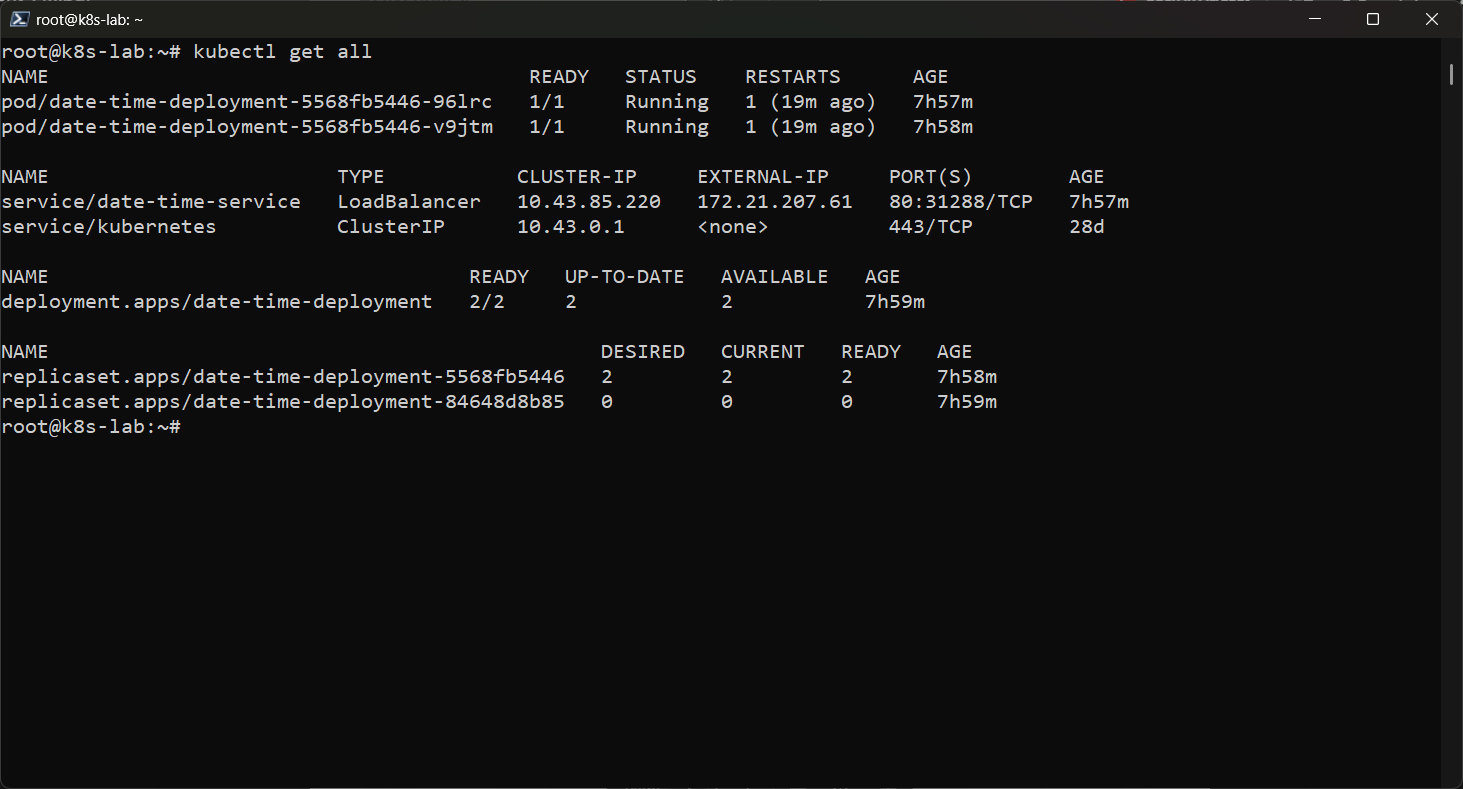 root@k8s-lab: ~
root@k8s-lab:~# kubectl get all
NAME                                        READY   STATUS    RESTARTS      AGE
pod/date-time-deployment-5568fb5446-96lrc   1/1     Running   1 (19m ago)   7h57m
pod/date-time-deployment-5568fb5446-v9jtm   1/1     Running   1 (19m ago)   7h58m
NAME                        TYPE           CLUSTER-IP     EXTERNAL-IP     PORT(S)        AGE
service/date-time-service   LoadBalancer   10.43.85.220   172.21.207.61   80:31288/TCP   7h57m
service/kubernetes          ClusterIP      10.43.0.1      <none>          443/TCP        28d
NAME                                   READY   UP-TO-DATE   AVAILABLE   AGE
deployment.apps/date-time-deployment   2/2     2            2           7h59m
NAME                                              DESIRED   CURRENT   READY   AGE
replicaset.apps/date-time-deployment-5568fb5446   2         2         2       7h58m
replicaset.apps/date-time-deployment-84648d8b85   0         0         0       7h59m
root@k8s-lab:~#